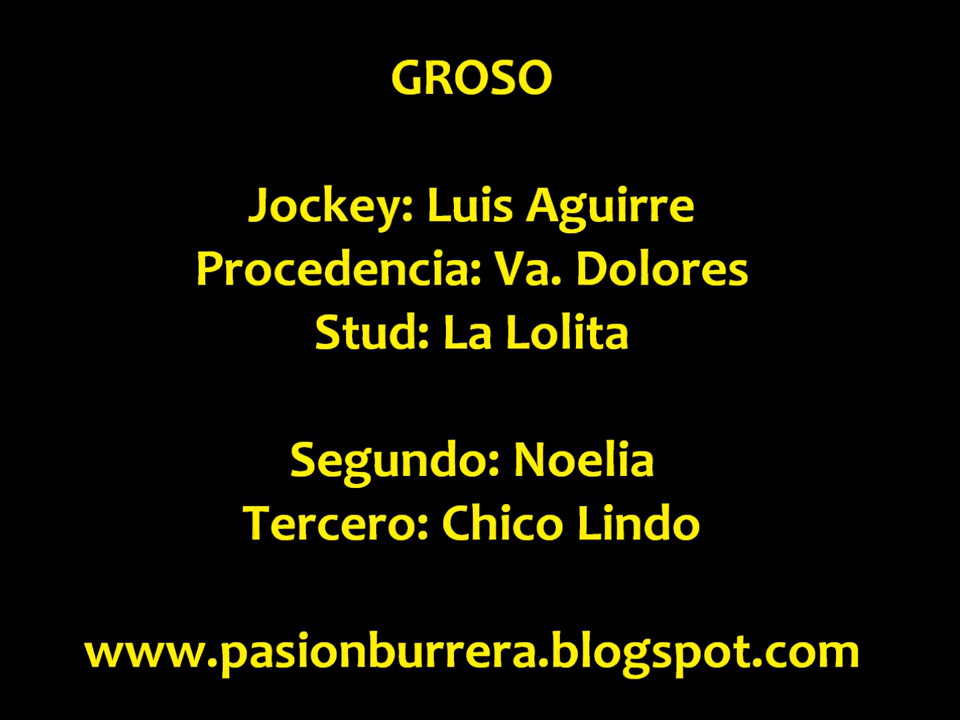 GROSO
Jockey: Luis Aguirre
Procedencia: Va. Dolores
Stud: La Lolita
Segundo: Noelia
Tercero: Chico Lindo
www.pasionburrera.blogspot.com